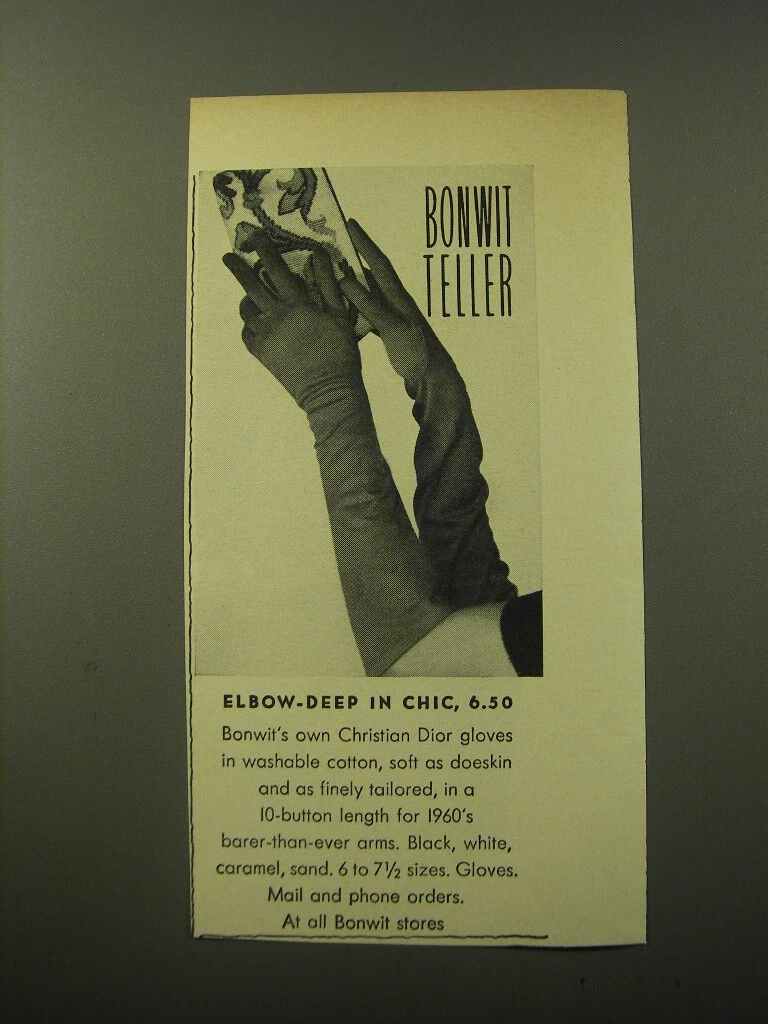 BONWIT
TELLER
ELBOW-DEEP IN CHIC, 6.50
Bonwit's own Christian Dior gloves
in washable cotton, soft as doeskin
and as finely tailored, in a
10-button length for 1960's
barer-than-ever arms. Black, white,
caramel, sand. 6 to 7½ sizes. Gloves.
Mail and phone orders.
At all Bonwit stores